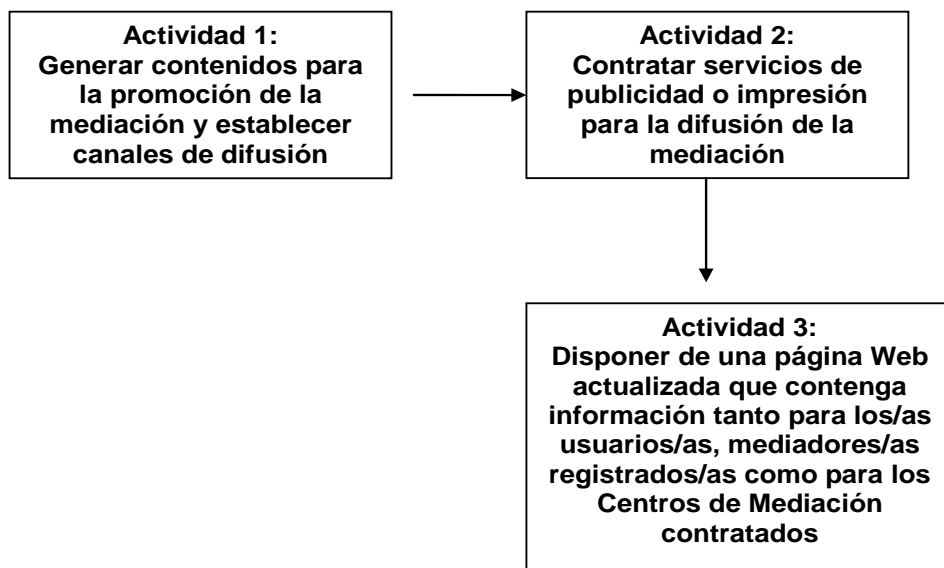 Actividad 1:
Generar contenidos para
la promoción de la
mediación y establecer
canales de difusión
Actividad 2:
Contratar servicios de
publicidad o impresión
para la difusión de la
mediación
Actividad 3:
Disponer de una página Web
actualizada que contenga
información tanto para los/as
usuarios/as, mediadores/as
registrados/as como para los
Centros de Mediación
contratados